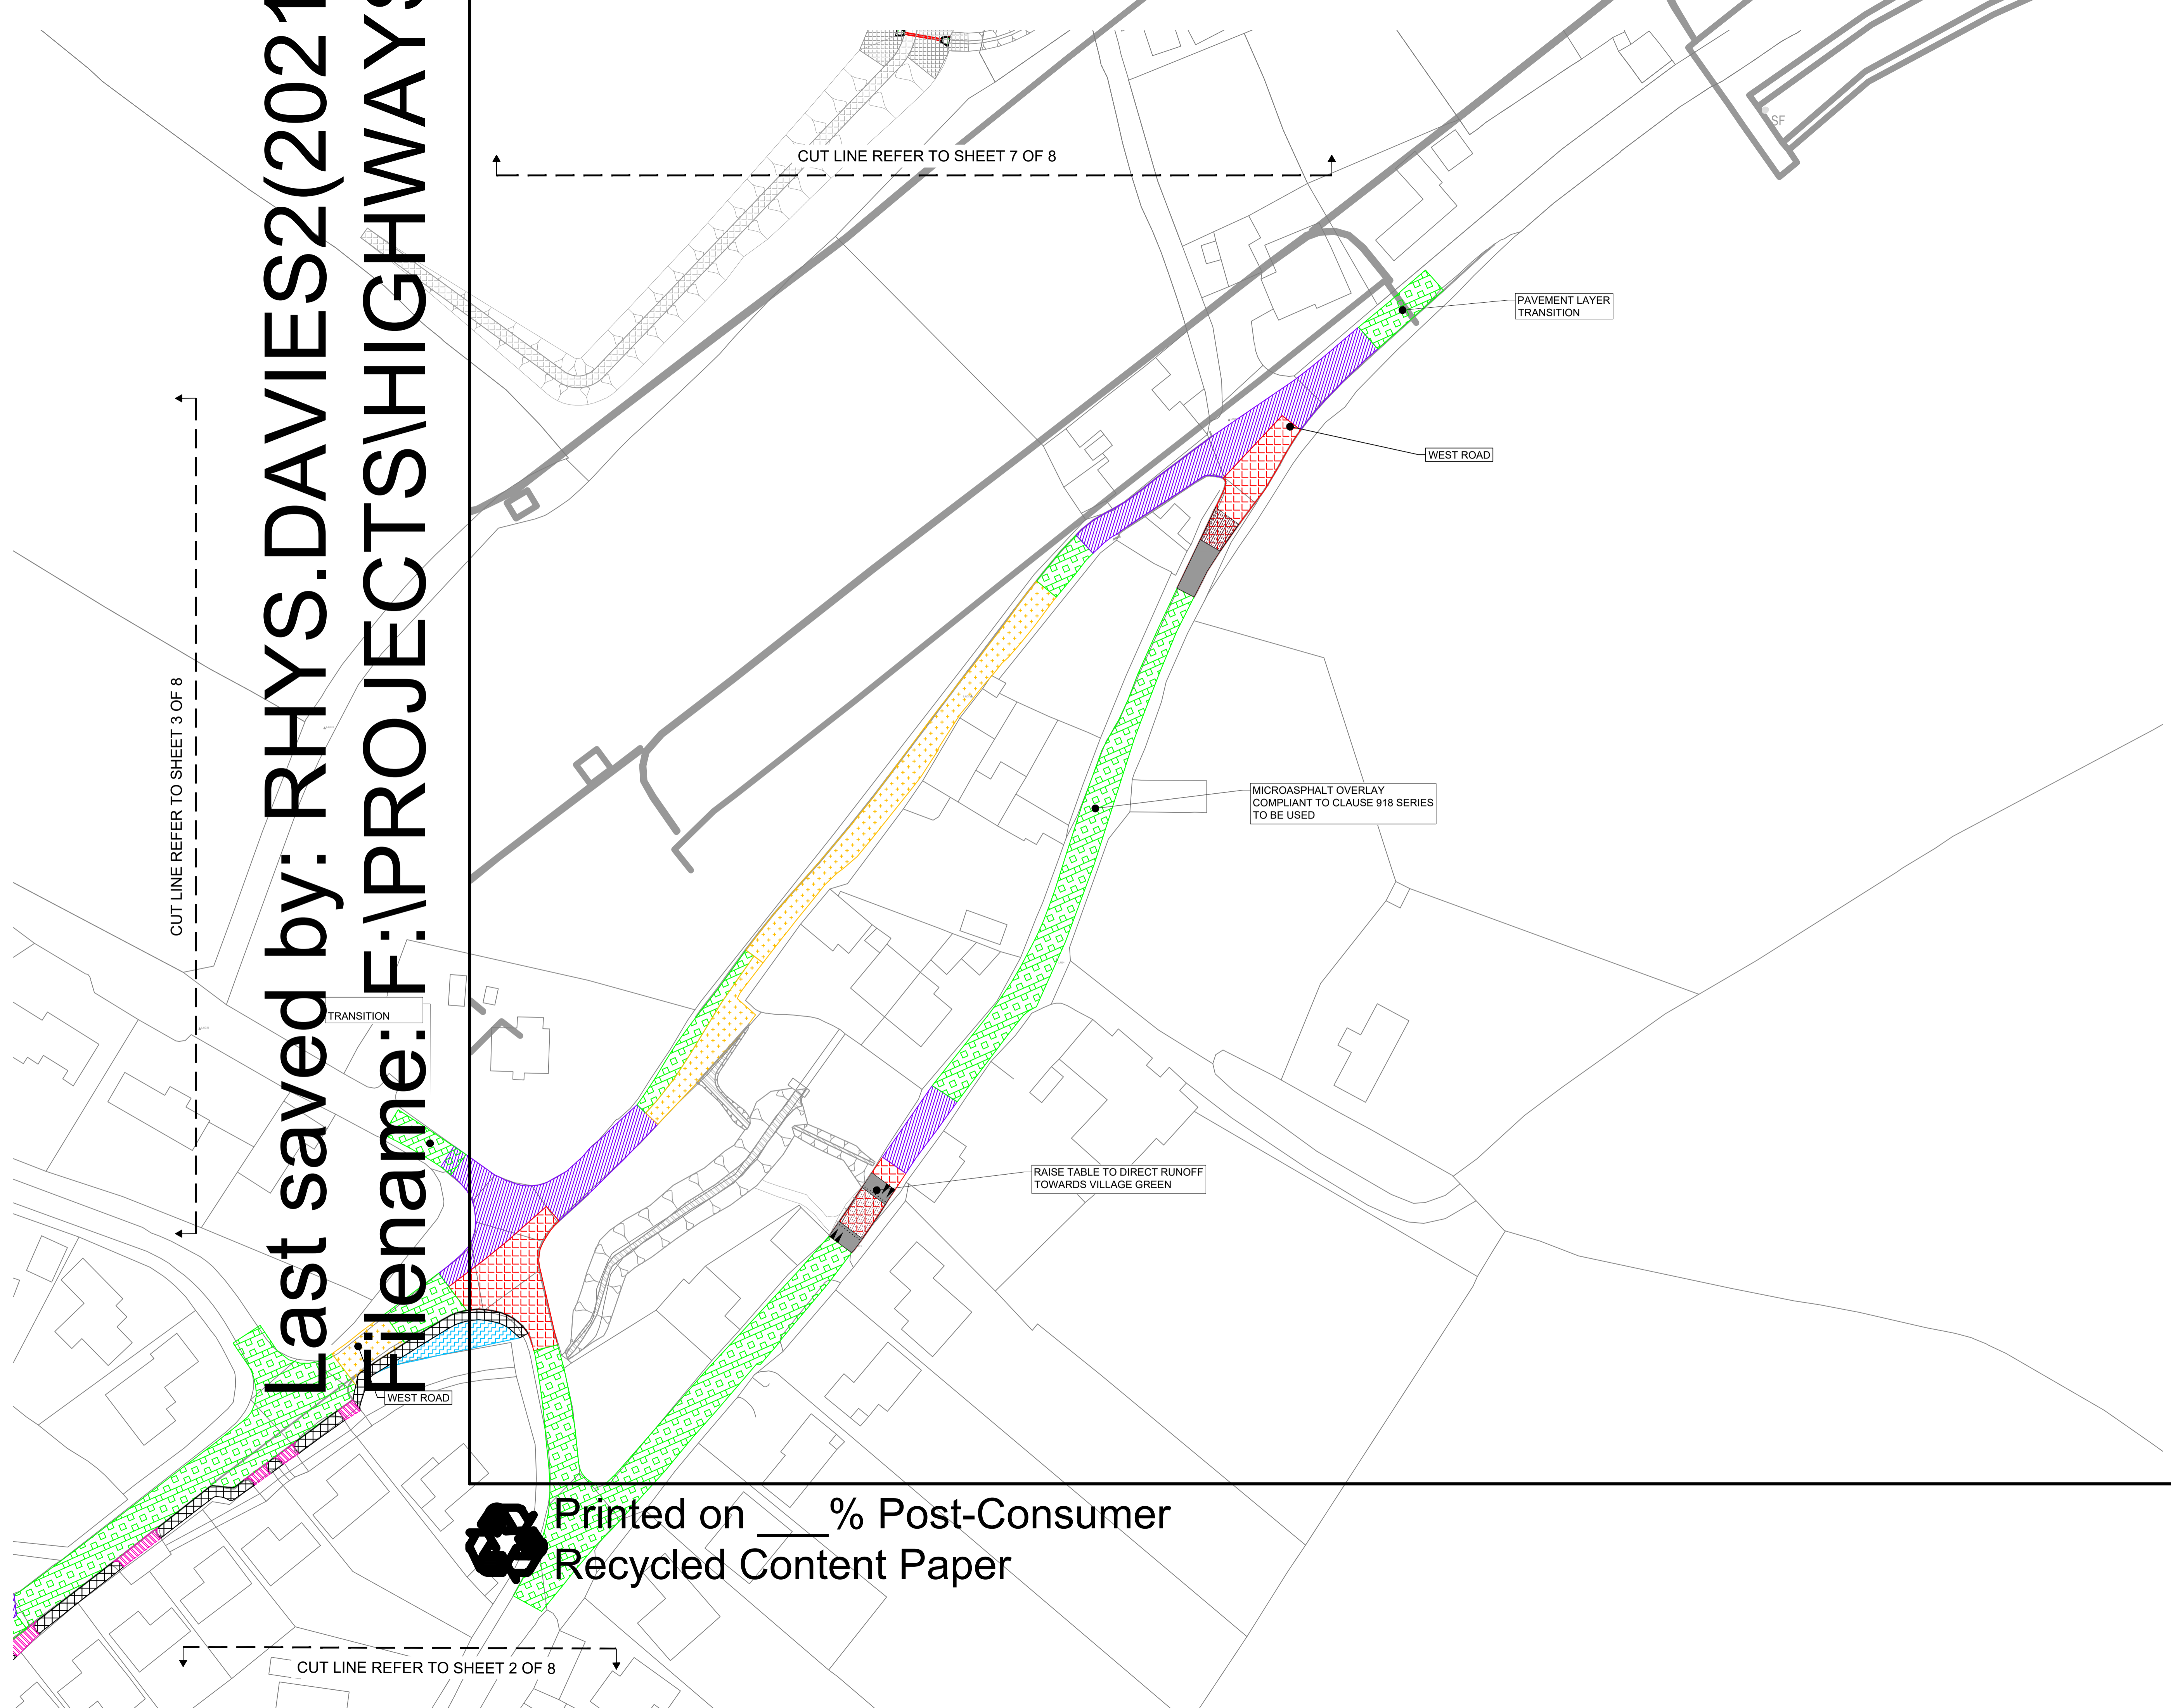 Last saved by: RHYS.DAVIES2(2021
Filename: F:\PROJECTS\HIGHWAYS
SF
CUT LINE REFER TO SHEET 7 OF 8
PAVEMENT LAYER
TRANSITION
WEST ROAD
CUT LINE REFER TO SHEET 3 OF 8
MICROASPHALT OVERLAY
COMPLIANT TO CLAUSE 918 SERIES
TO BE USED
TRANSITION
RAISE TABLE TO DIRECT RUNOFF
TOWARDS VILLAGE GREEN
WEST ROAD
Printed on ___% Post-Consumer
Recycled Content Paper
CUT LINE REFER TO SHEET 2 OF 8